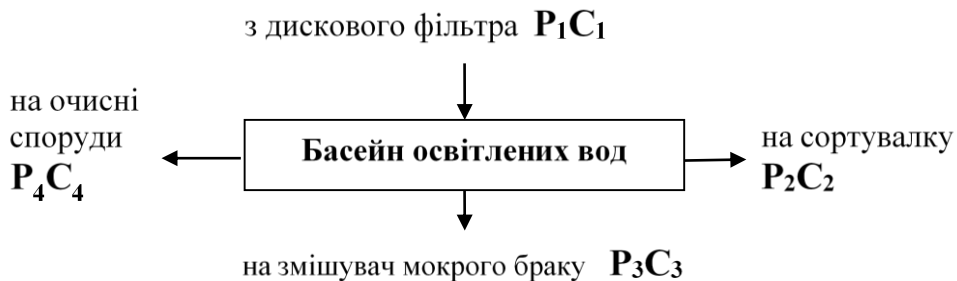 з дискового фільтра P₁C₁
на очисні
споруди
P₄C₄
Басейн освітлених вод
на сортувалку
P₂C₂
на змішувач мокрого браку P₃C₃